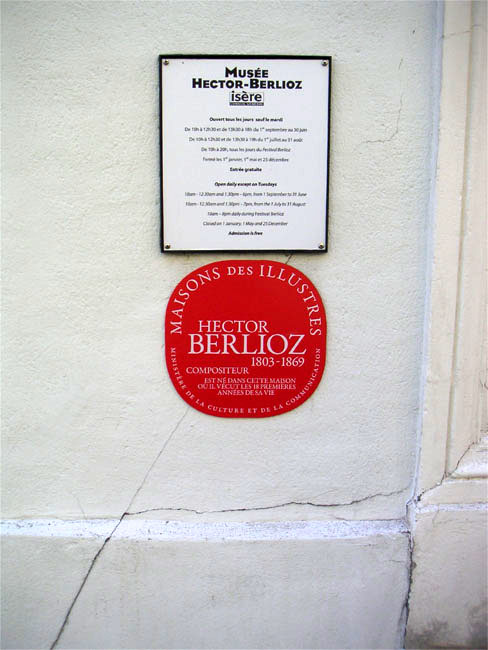 MUSÉE
HECTOR-BERLIOZ
isère
CONSEIL GÉNÉRAL
Ouvert tous les jours sauf le mardi
De 10h à 12h30 et de 13h30 à 18h du 1er septembre au 30 juin
De 10h à 12h30 et de 13h30 à 19h du 1er juillet au 31 août
De 10h à 20h, tous les jours du Festival Berlioz
Fermé les 1er janvier, 1er mai et 25 décembre
Entrée gratuite
Open daily except on Tuesdays
10am - 12.30am and 1.30pm - 6pm, from 1 September to 31 June
10am - 12.30am and 1.30pm - 7pm, from the 1 July to 31 August
10am - 8pm daily during Festival Berlioz
Closed on 1 January, 1 May and 25 December
Admission is free
MAISONS DES ILLUSTRES
HECTOR
BERLIOZ
1803-1869
COMPOSITEUR
EST NÉ DANS CETTE MAISON
OÙ IL VÉCUT LES 18 PREMIÈRES
ANNÉES DE SA VIE
MINISTÈRE DE LA CULTURE ET DE LA COMMUNICATION